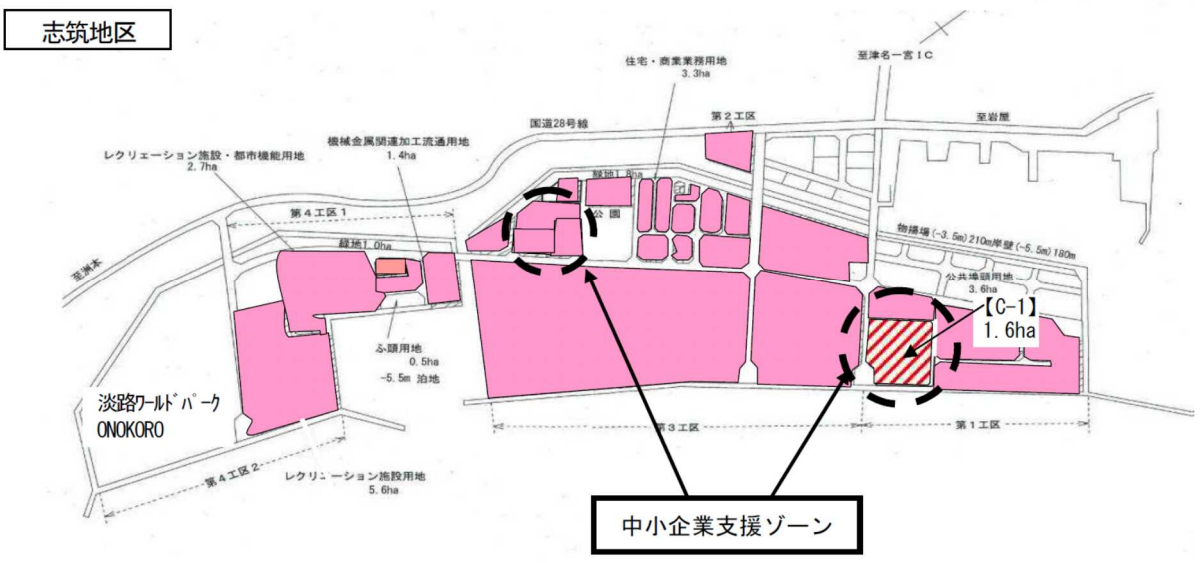 志筑地区
至津名一宮IC
住宅・商業業務用地
3.3ha
国道28号線
第2工区
至岩屋
機械金属関連加工流通用地
1.4ha
レクリェーション施設・都市機能用地
2.7ha
緑地1.8ha
公園
第4工区1
緑地1.0ha
至洲本
物揚場(-3.5m)210m岸壁(-5.5m)180m
公共埠頭用地
3.6ha
【C-1】
1.6ha
ふ頭用地
0.5ha
-5.5m 泊地
淡路ワールドパーク
ONOKORO
第3工区
第1工区
第4工区2
レクリエーション施設用地
5.6ha
中小企業支援ゾーン